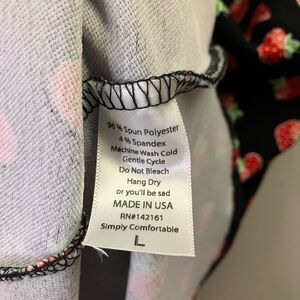 96% Spun Polyester
4% Spandex
Machine Wash Cold
Gentle Cycle
Do Not Bleach
Hang Dry
or you'll be sad
MADE IN USA
RN#142161
Simply Comfortable
L